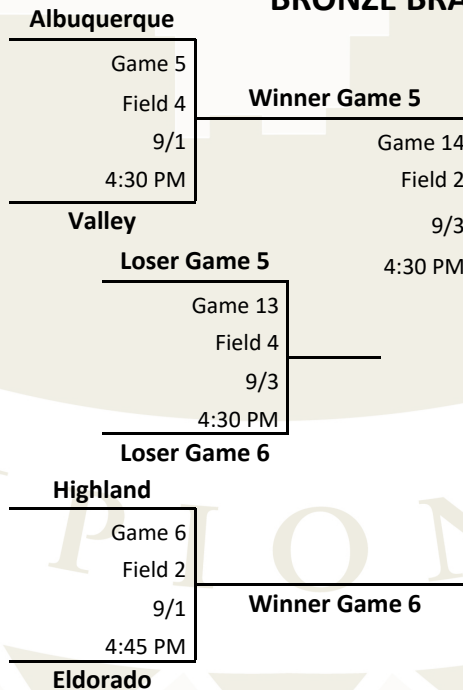 BRONZE BRA
Albuquerque
Game 5
Field 4
9/1
4:30 PM
Valley
Winner Game 5
Game 14
Field 2
9/3
4:30 PM
Loser Game 5
Game 13
Field 4
9/3
4:30 PM
Loser Game 6
Highland
Game 6
Field 2
9/1
4:45 PM
Eldorado
Winner Game 6
P I O N